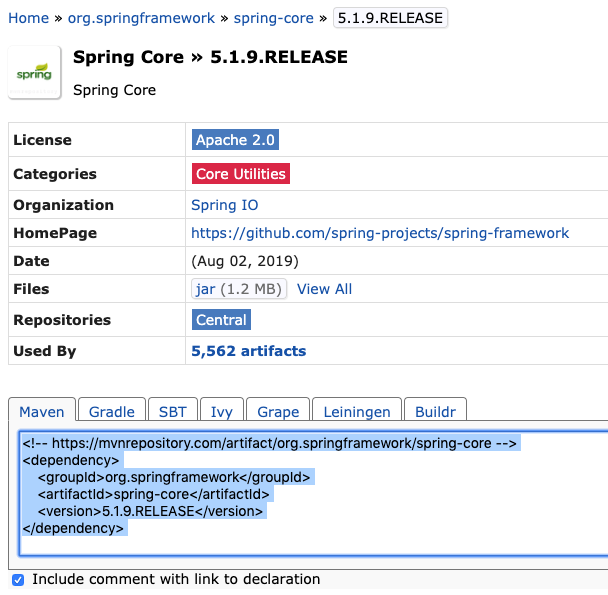 Home » org.springframework » spring-core » 5.1.9.RELEASE
spring
Spring Core » 5.1.9.RELEASE
Spring Core
License Apache 2.0
Categories Core Utilities
Organization Spring IO
HomePage https://github.com/spring-projects/spring-framework
Date (Aug 02, 2019)
Files jar (1.2 MB) View All
Repositories Central
Used By 5,562 artifacts
Maven Gradle SBT Ivy Grape Leiningen Buildr
<!-- https://mvnrepository.com/artifact/org.springframework/spring-core -->
<dependency>
    <groupId>org.springframework</groupId>
    <artifactId>spring-core</artifactId>
    <version>5.1.9.RELEASE</version>
</dependency>
Include comment with link to declaration